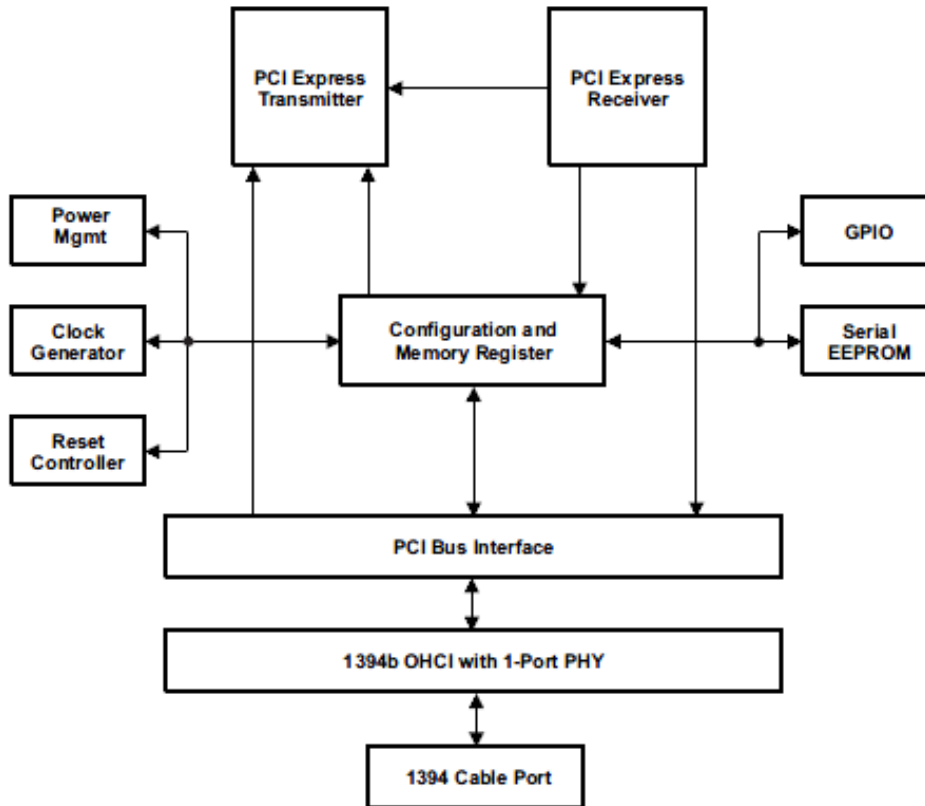 PCI Express
Transmitter
PCI Express
Receiver
Power
Mgmt
GPIO
Clock
Generator
Configuration and
Memory Register
Serial
EEPROM
Reset
Controller
PCI Bus Interface
1394b OHCI with 1-Port PHY
1394 Cable Port